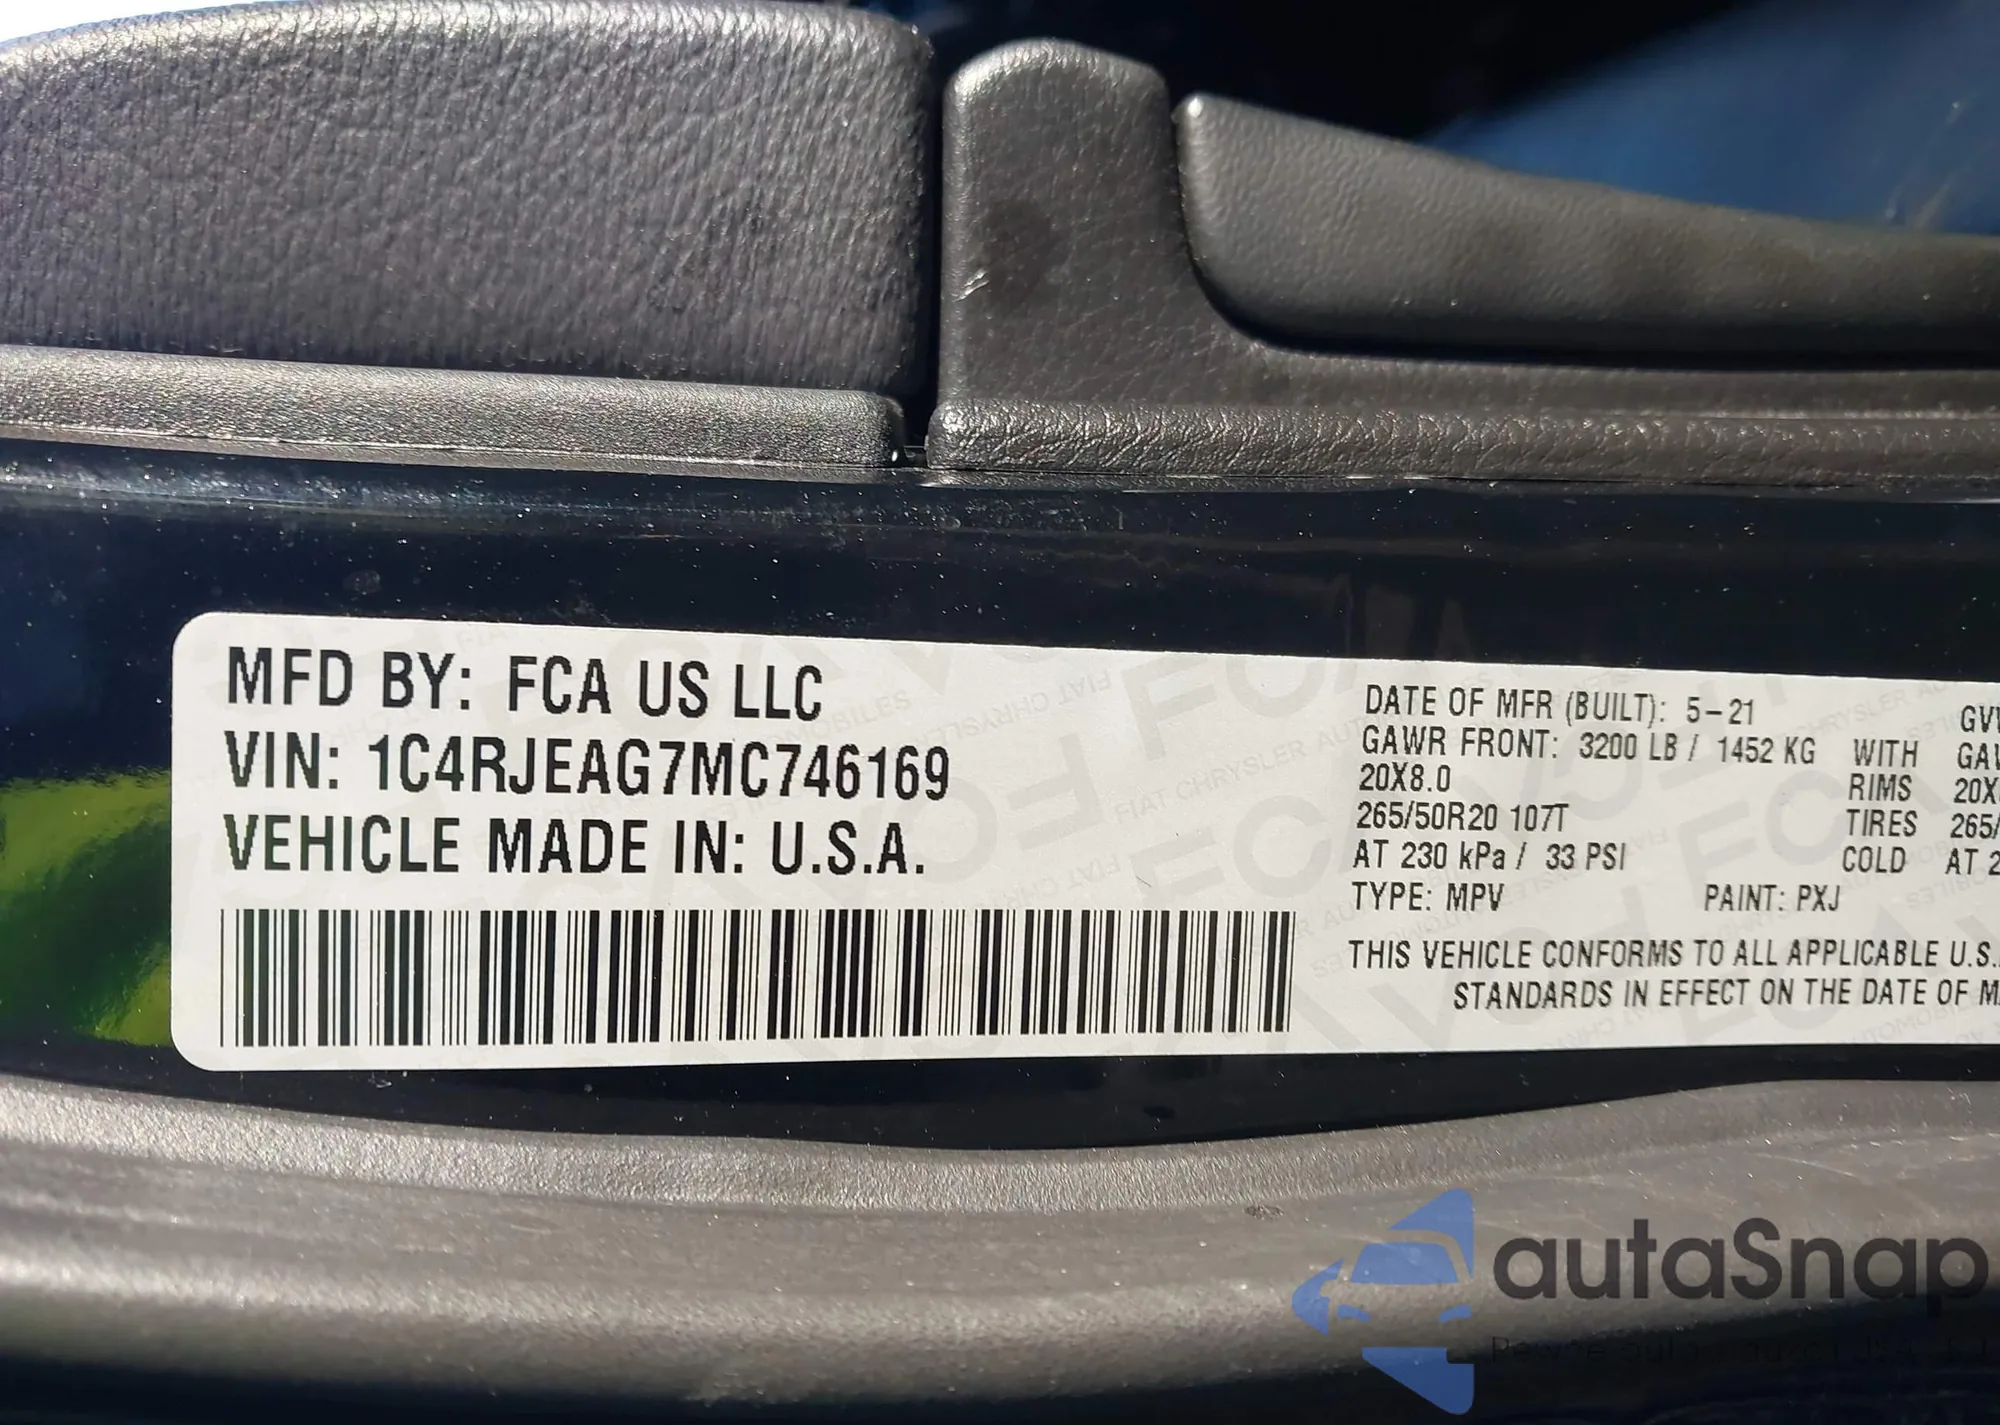 MFD BY: FCA US LLC
VIN: 1C4RJEAG7MC746169
VEHICLE MADE IN: U.S.A.
DATE OF MFR (BUILT): 5-21
GAWR FRONT: 3200 LB / 1452 KG WITH
20X8.0 RIMS
265/50R20 107T TIRES
AT 230 kPa / 33 PSI COLD AT
TYPE: MPV PAINT: PXJ
THIS VEHICLE CONFORMS TO ALL APPLICABLE U.S.
STANDARDS IN EFFECT ON THE DATE OF
autaSnap